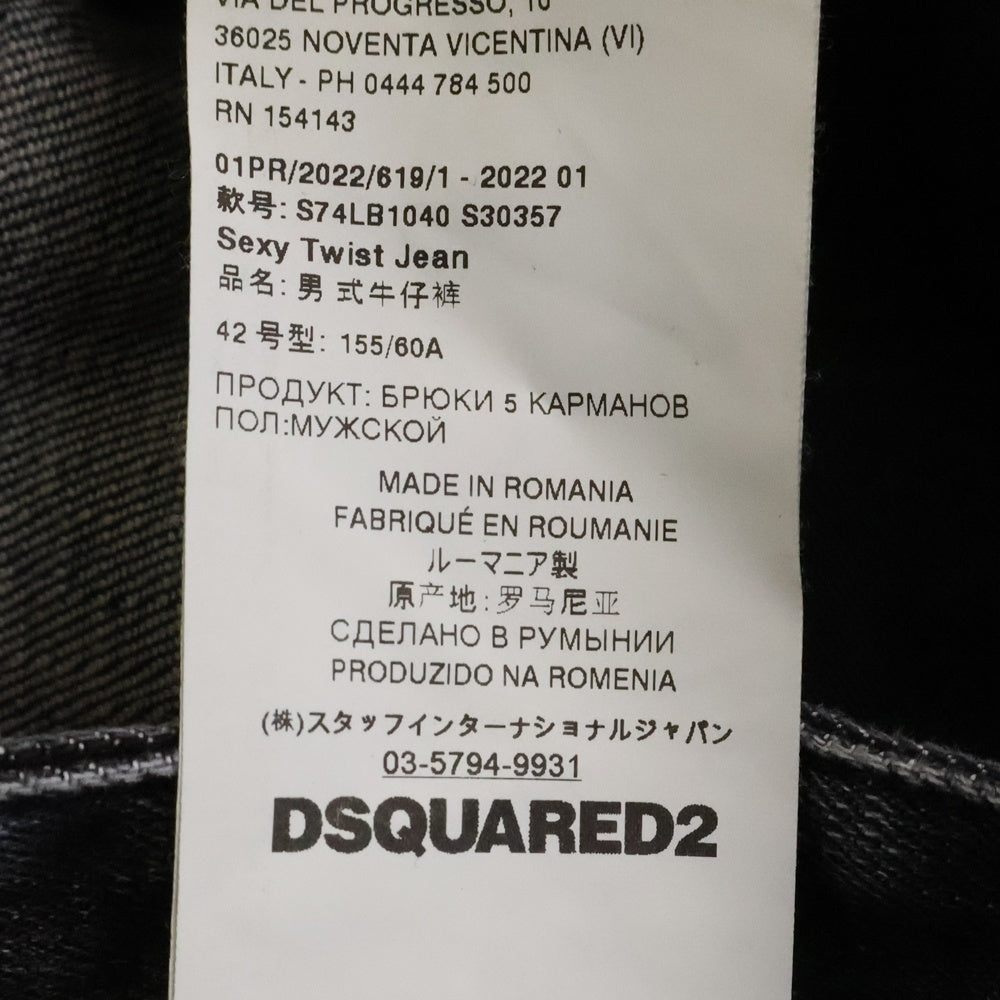 VIA DEL PROGRESSO, 10
36025 NOVENTA VICENTINA (VI)
ITALY - PH 0444 784 500
RN 154143
01PR/2022/619/1 - 2022 01
款号: S74LB1040 S30357
Sexy Twist Jean
品名: 男 式牛仔裤
42 号型: 155/60A
ПРОДУКТ: БРЮКИ 5 КАРМАНОВ
ПОЛ:МУЖСКОЙ
MADE IN ROMANIA
FABRIQUÉ EN ROUMANIE
ルーマニア製
原产地: 罗马尼亚
СДЕЛАНО В РУМЫНИИ
PRODUZIDO NA ROMENIA
(株)スタッフインターナショナルジャパン
03-5794-9931
DSQUARED2